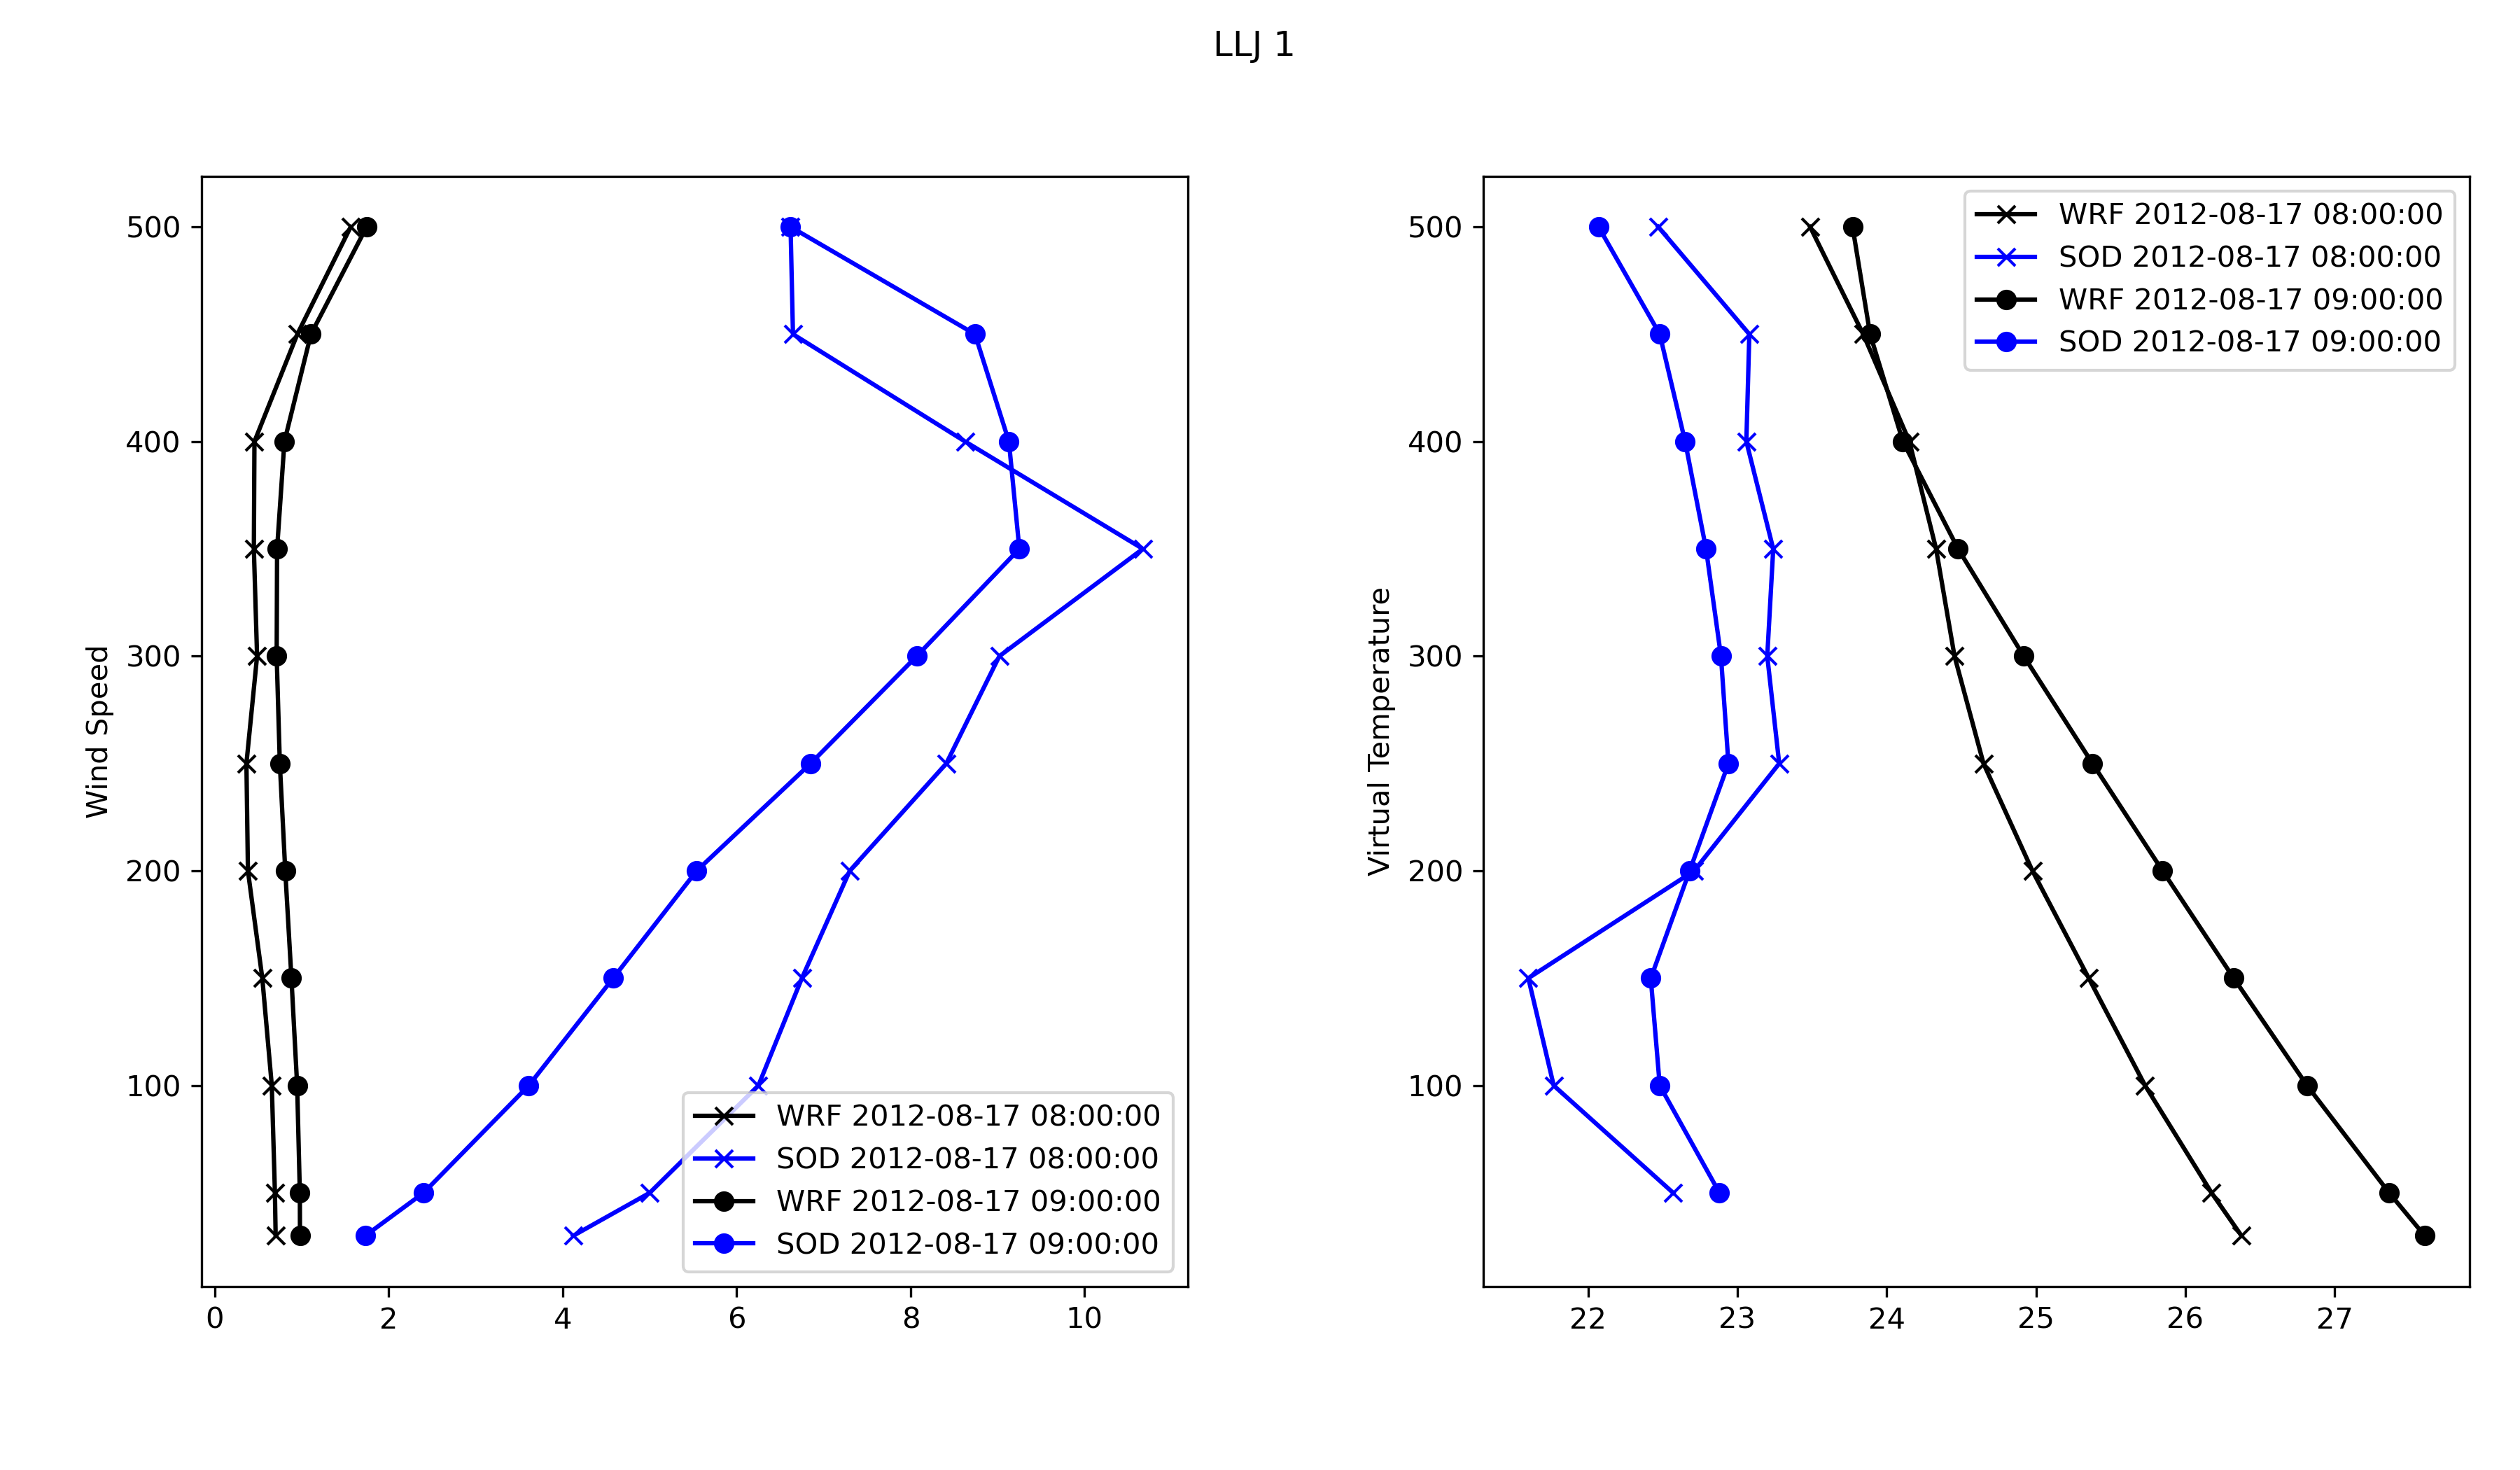 LLJ 1
Wind Speed
500
400
300
200
100
0 2 4 6 8 10
WRF 2012-08-17 08:00:00
SOD 2012-08-17 08:00:00
WRF 2012-08-17 09:00:00
SOD 2012-08-17 09:00:00
Virtual Temperature
500
400
300
200
100
22 23 24 25 26 27
WRF 2012-08-17 08:00:00
SOD 2012-08-17 08:00:00
WRF 2012-08-17 09:00:00
SOD 2012-08-17 09:00:00